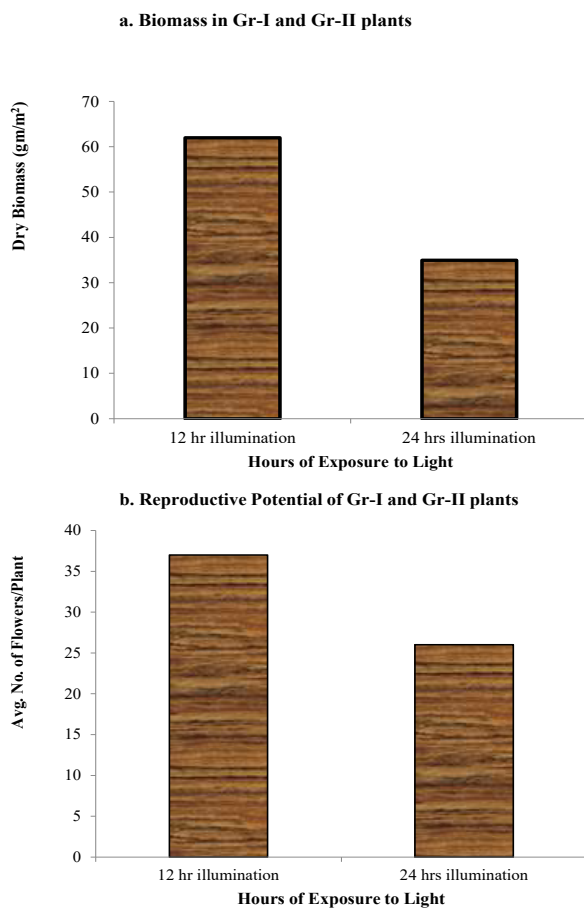 a. Biomass in Gr-I and Gr-II plants
Dry Biomass (gm/m²)
70
60
50
40
30
20
10
0
12 hr illumination 24 hrs illumination
Hours of Exposure to Light
b. Reproductive Potential of Gr-I and Gr-II plants
Avg. No. of Flowers/Plant
40
35
30
25
20
15
10
5
0
12 hr illumination 24 hrs illumination
Hours of Exposure to Light